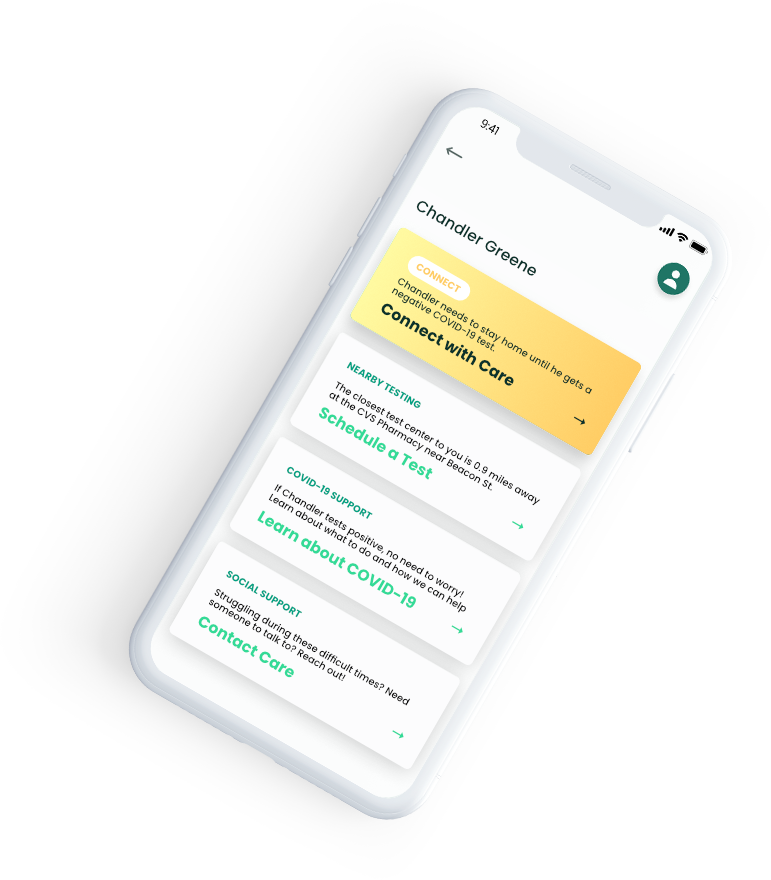 9:41
Chandler Greene
CONNECT
Chandler needs to stay home until he gets a
negative COVID-19 test.
Connect with Care
NEARBY TESTING
The closest test center to you is 0.9 miles away
at the CVS Pharmacy near Beacon St.
Schedule a Test
COVID-19 SUPPORT
If Chandler tests positive, no need to worry!
Learn about what to do and how we can help
Learn about COVID-19
SOCIAL SUPPORT
Struggling during these difficult times? Need
someone to talk to? Reach out!
Contact Care